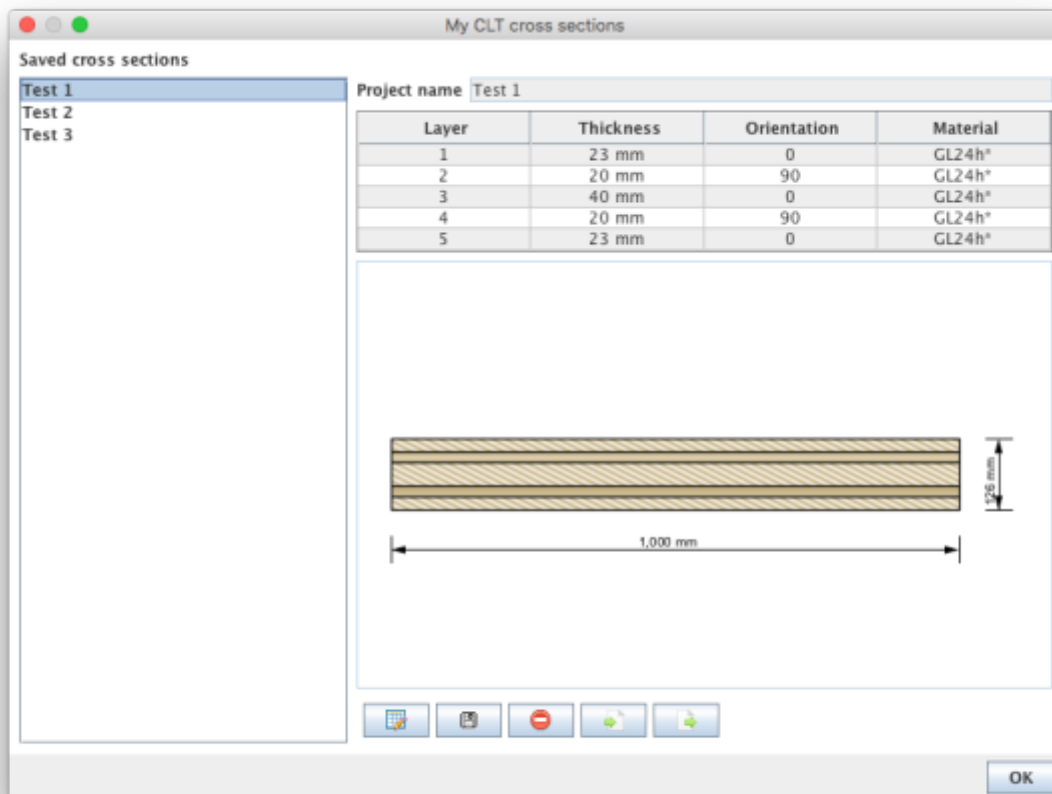 My CLT cross sections
Saved cross sections
Test 1
Test 2
Test 3
Project name Test 1
Layer Thickness Orientation Material
1 23 mm 0 GL24h*
2 20 mm 90 GL24h*
3 40 mm 0 GL24h*
4 20 mm 90 GL24h*
5 23 mm 0 GL24h*
126 mm
1,000 mm
OK